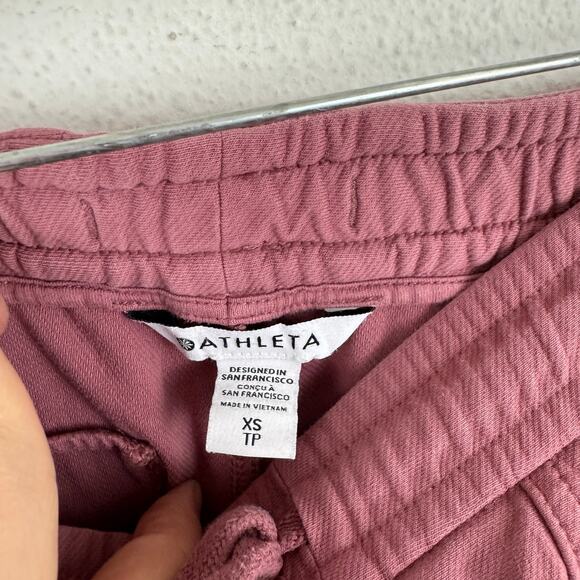 ATHLETA
DESIGNED IN
SAN FRANCISCO
CONÇU À
SAN FRANCISCO
MADE IN VIETNAM
XS
TP